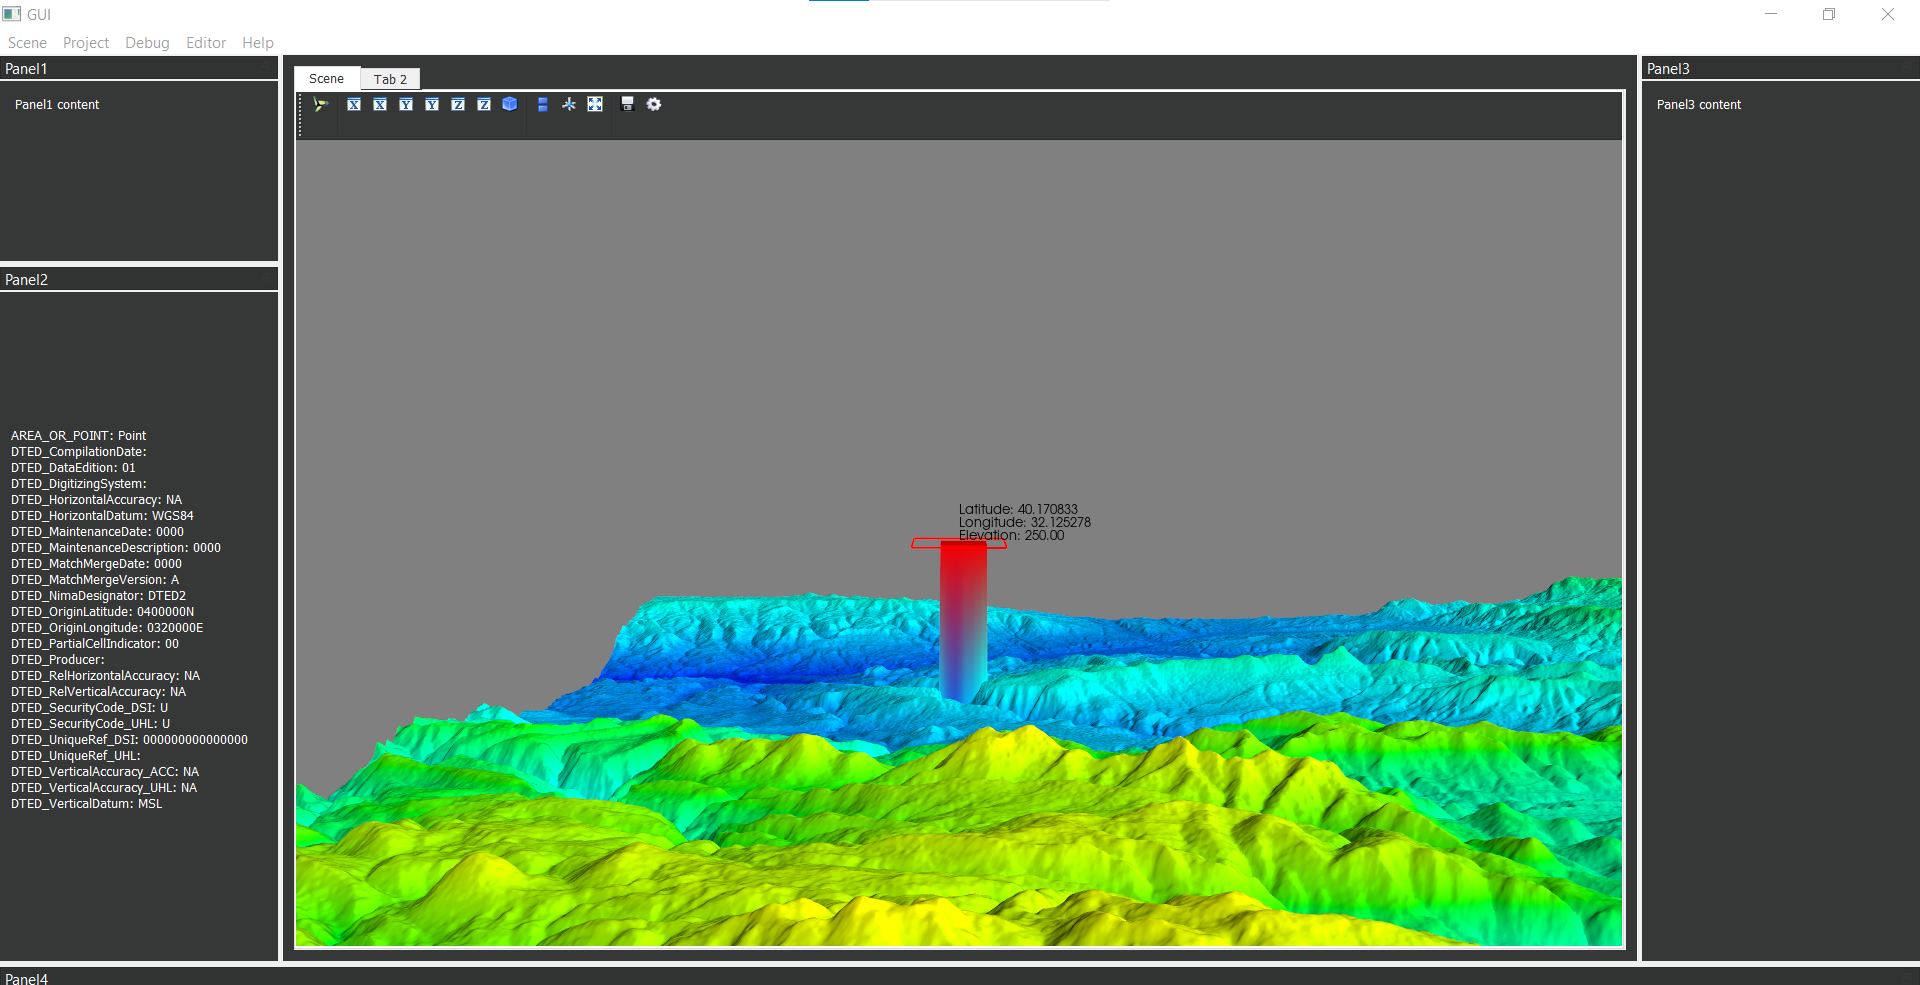 GUI
Scene Project Debug Editor Help
Panel1
Panel1 content
Panel2
AREA_OR_POINT: Point
DTED_CompilationDate:
DTED_DataEdition: 01
DTED_DigitizingSystem:
DTED_HorizontalAccuracy: NA
DTED_HorizontalDatum: WGS84
DTED_MaintenanceDate: 0000
DTED_MaintenanceDescription: 0000
DTED_MatchMergeDate: 0000
DTED_MatchMergeVersion: A
DTED_NimaDesignator: DTED2
DTED_OriginLatitude: 0400000N
DTED_OriginLongitude: 0320000E
DTED_PartialCellIndicator: 00
DTED_Producer:
DTED_RelHorizontalAccuracy: NA
DTED_RelVerticalAccuracy: NA
DTED_SecurityCode_DSI: U
DTED_SecurityCode_UHL: U
DTED_UniqueRef_DSI: 000000000000000
DTED_UniqueRef_UHL:
DTED_VerticalAccuracy_ACC: NA
DTED_VerticalAccuracy_UHL: NA
DTED_VerticalDatum: MSL
Scene Tab 2
X X Y Y Z Z
Latitude: 40.170833
Longitude: 32.125278
Elevation: 250.00
Panel3
Panel3 content
Panel4